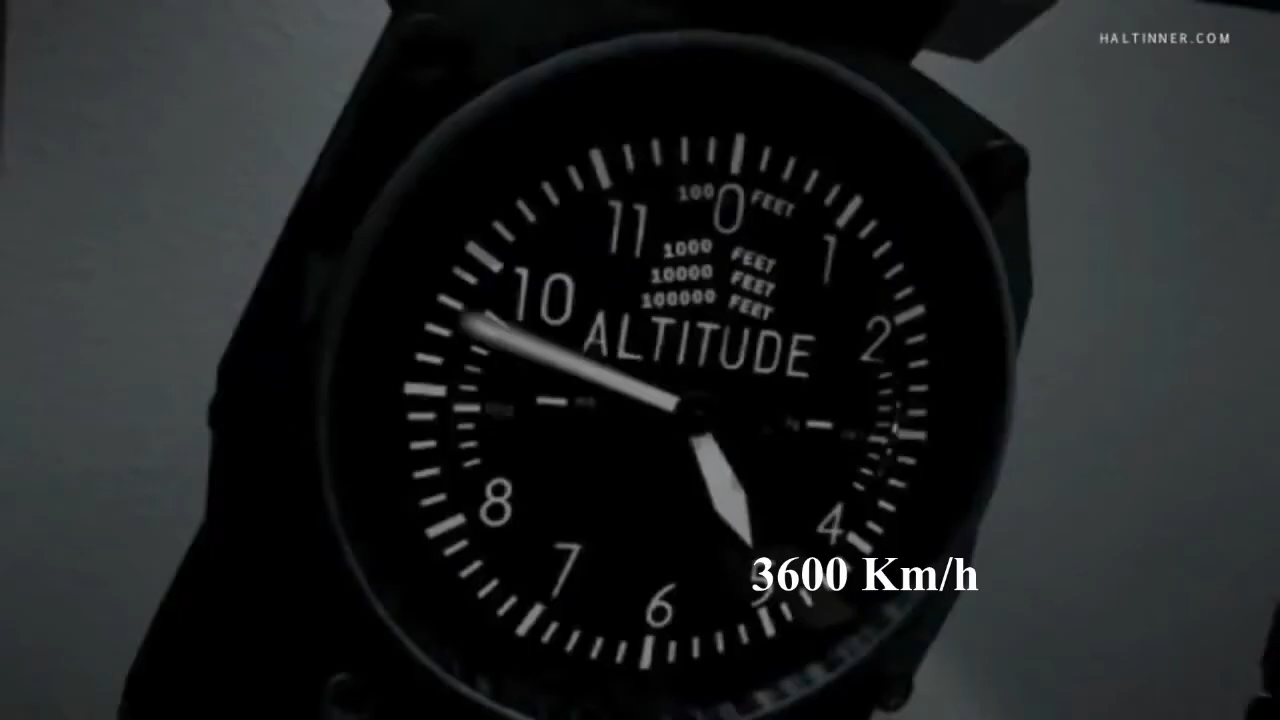 HALTINNER.COM
100 0 FEET
11
1000 FEET
1
10000 FEET
100000 FEET
10
ALTITUDE
2
8
4
7
5
6
3600 Km/h